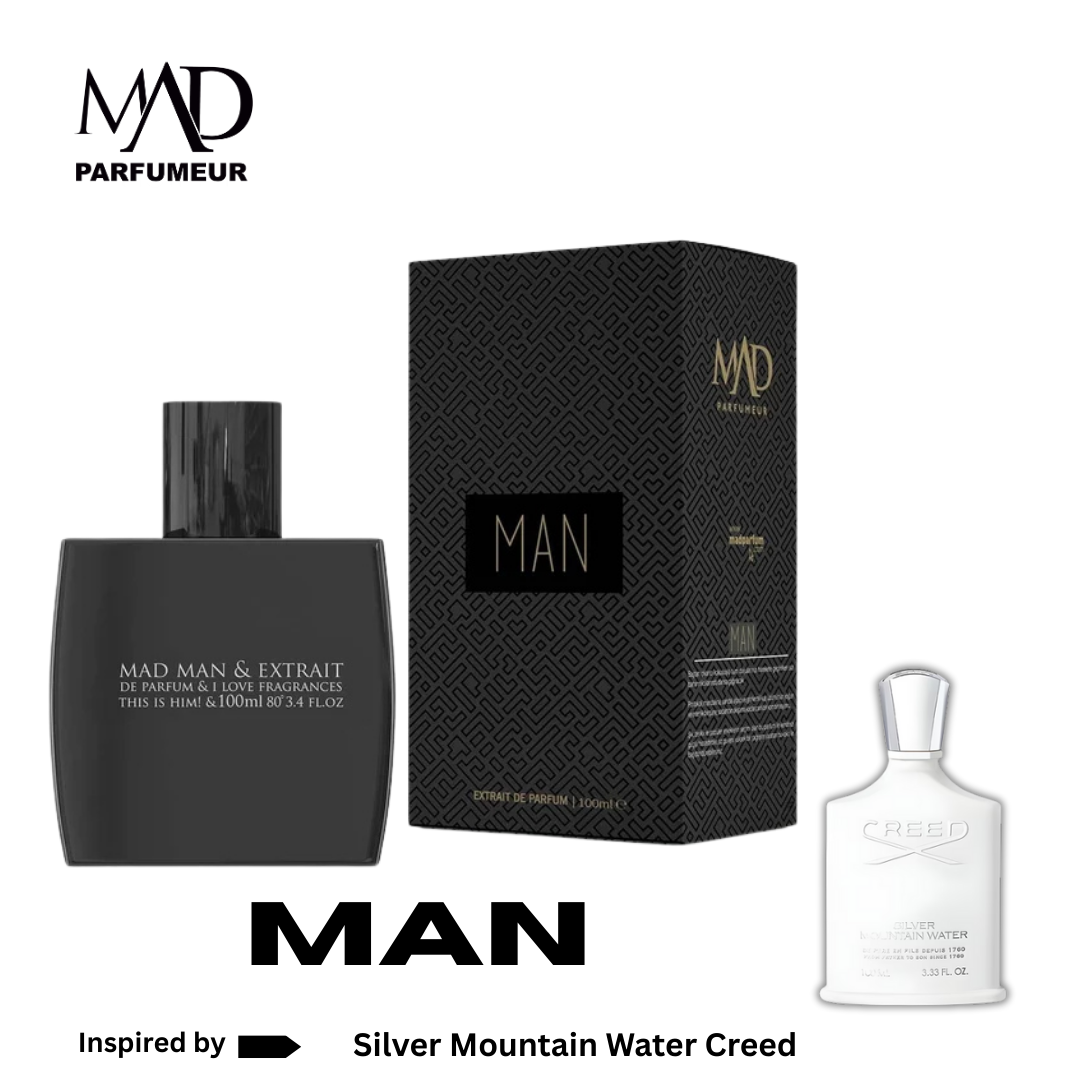 MAD
PARFUMEUR
MAD
PARFUMEUR
madparfum
MAN
MAN
EXTRAIT DE PARFUM | 100ml ℮
MAD MAN & EXTRAIT
DE PARFUM & I LOVE FRAGRANCES
THIS IS HIM! &100ml 80° 3.4 FL.OZ
CREED
SILVER
MOUNTAIN WATER
3.33 FL. OZ.
MAN
Inspired by
Silver Mountain Water Creed